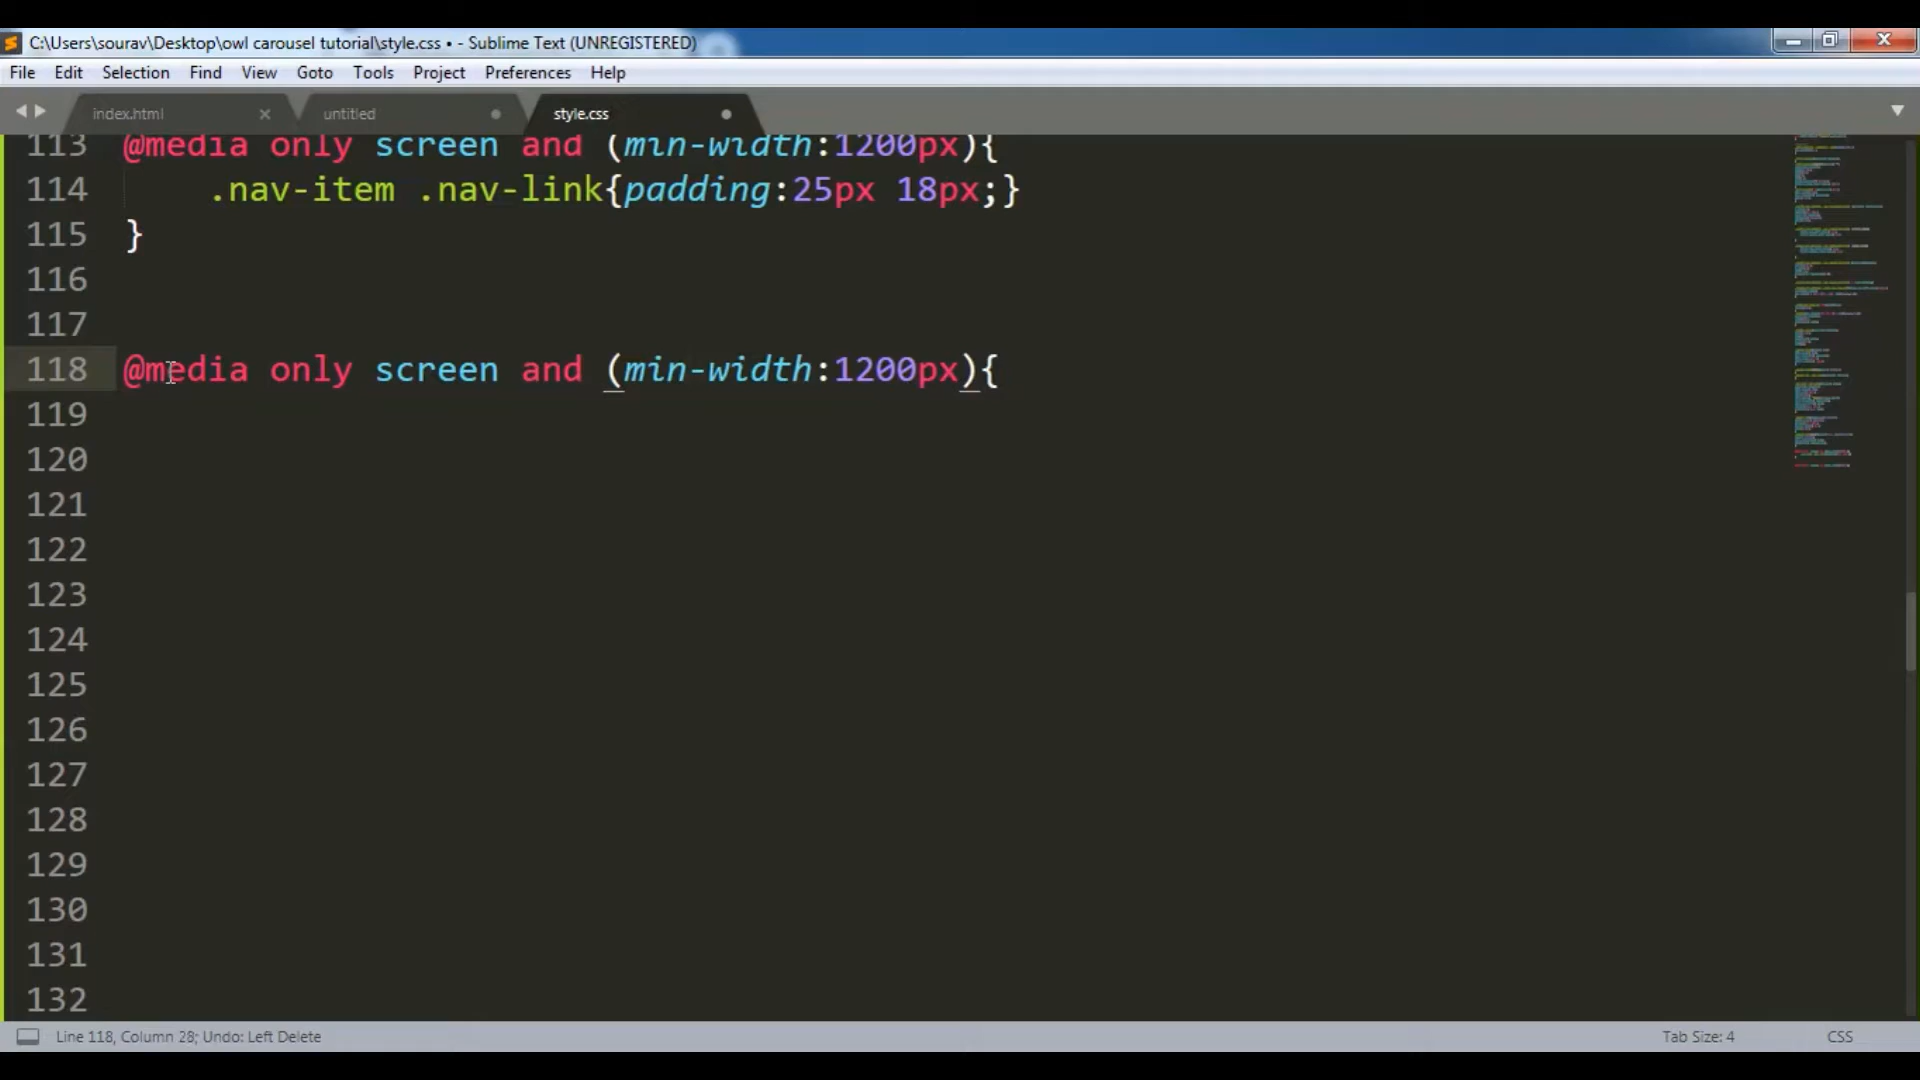 C:\Users\sourav\Desktop\owl carousel tutorial\style.css • - Sublime Text (UNREGISTERED)
File Edit Selection Find View Goto Tools Project Preferences Help
index.html untitled style.css
113 @media only screen and (min-width:1200px){
114 .nav-item .nav-link{padding:25px 18px;}
115 }
116
117
118 @media only screen and (min-width:1200px){
119
120
121
122
123
124
125
126
127
128
129
130
131
132
Line 118, Column 28; Undo: Left Delete Tab Size: 4 CSS